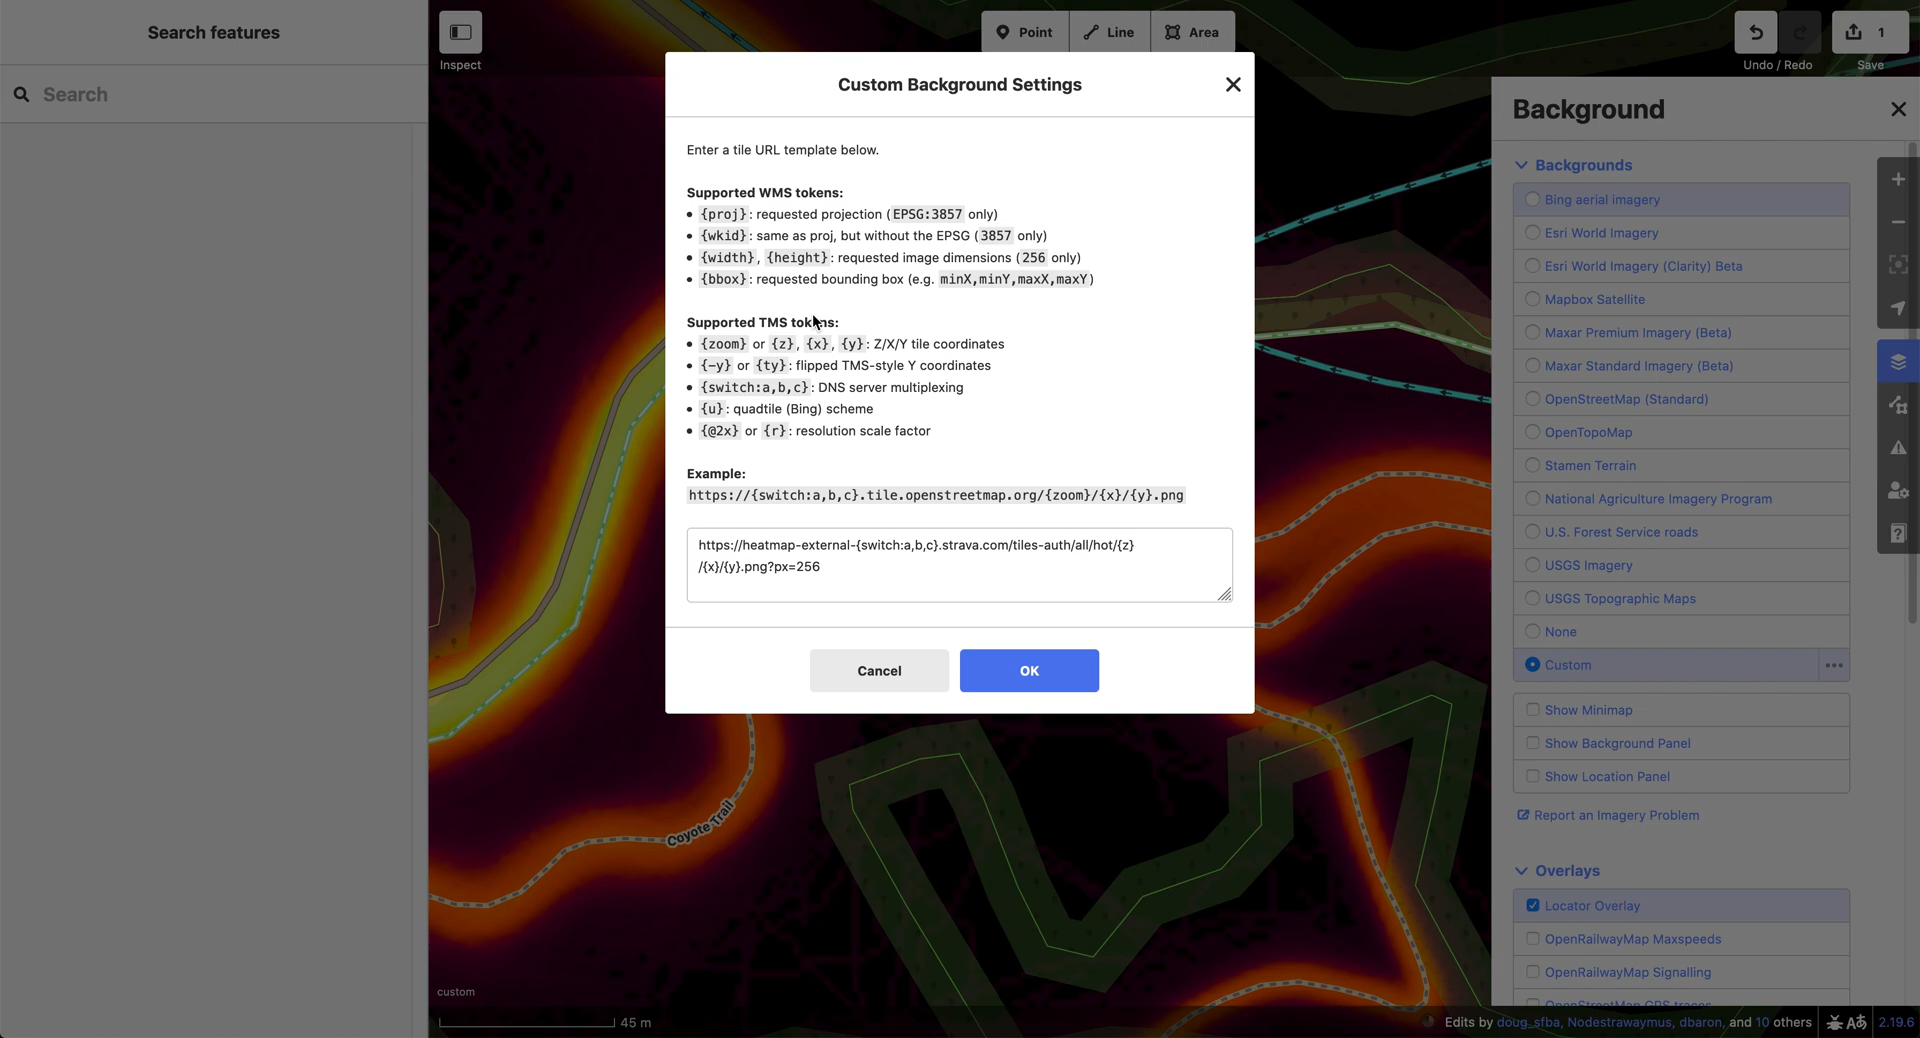 Search features
Search
Inspect
Point
Line
Area
Undo / Redo
1
Save
Custom Background Settings
Enter a tile URL template below.
Supported WMS tokens:
• {proj}: requested projection (EPSG:3857 only)
• {wkid}: same as proj, but without the EPSG (3857 only)
• {width}, {height}: requested image dimensions (256 only)
• {bbox}: requested bounding box (e.g. minX,minY,maxX,maxY)
Supported TMS tokens:
• {zoom} or {z}, {x}, {y}: Z/X/Y tile coordinates
• {-y} or {ty}: flipped TMS-style Y coordinates
• {switch:a,b,c}: DNS server multiplexing
• {u}: quadtile (Bing) scheme
• {@2x} or {r}: resolution scale factor
Example:
https://{switch:a,b,c}.tile.openstreetmap.org/{zoom}/{x}/{y}.png
https://heatmap-external-{switch:a,b,c}.strava.com/tiles-auth/all/hot/{z}
/{x}/{y}.png?px=256
Cancel
OK
Coyote Trail
custom
45 m
Background
Backgrounds
Bing aerial imagery
Esri World Imagery
Esri World Imagery (Clarity) Beta
Mapbox Satellite
Maxar Premium Imagery (Beta)
Maxar Standard Imagery (Beta)
OpenStreetMap (Standard)
OpenTopoMap
Stamen Terrain
National Agriculture Imagery Program
U.S. Forest Service roads
USGS Imagery
USGS Topographic Maps
None
Custom
Show Minimap
Show Background Panel
Show Location Panel
Report an Imagery Problem
Overlays
Locator Overlay
OpenRailwayMap Maxspeeds
OpenRailwayMap Signalling
OpenStreetMap GPS traces
Edits by doug_sfba, Nodestrawaymus, dbaron, and 10 others
2.19.6